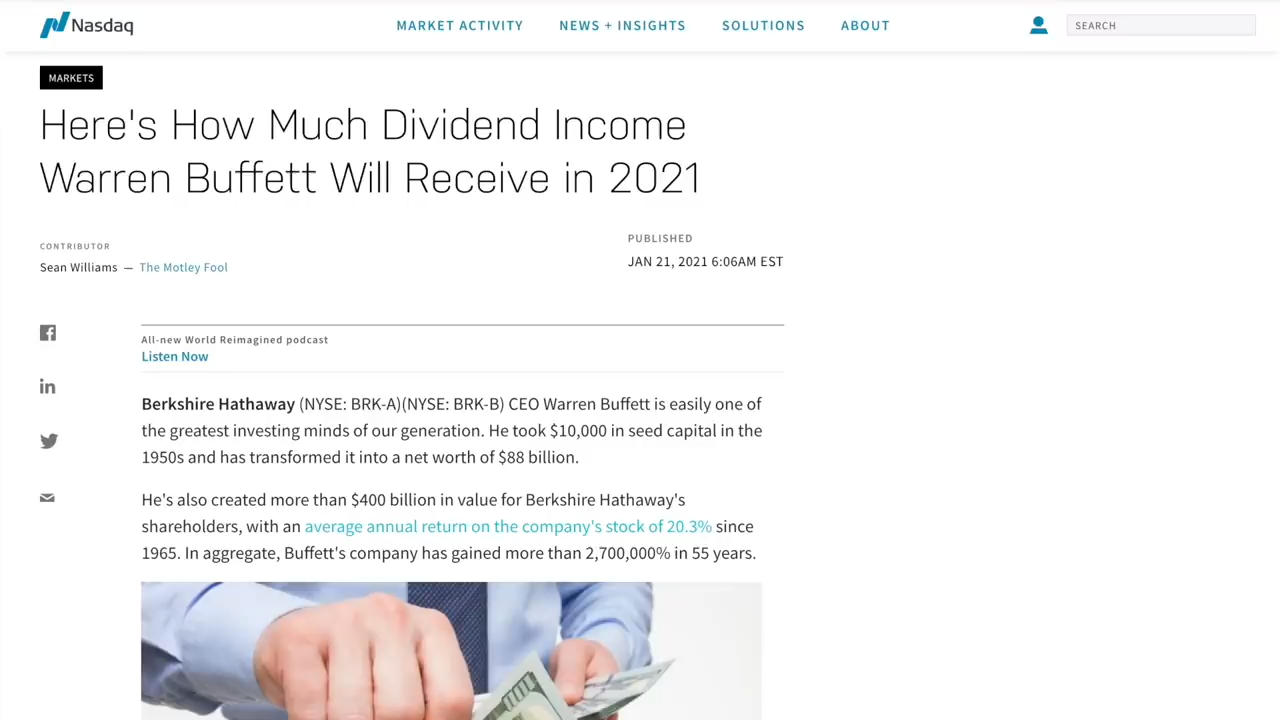 Nasdaq
MARKET ACTIVITY
NEWS + INSIGHTS
SOLUTIONS
ABOUT
SEARCH
MARKETS
Here's How Much Dividend Income
Warren Buffett Will Receive in 2021
CONTRIBUTOR
Sean Williams — The Motley Fool
PUBLISHED
JAN 21, 2021 6:06AM EST
All-new World Reimagined podcast
Listen Now
Berkshire Hathaway (NYSE: BRK-A)(NYSE: BRK-B) CEO Warren Buffett is easily one of
the greatest investing minds of our generation. He took $10,000 in seed capital in the
1950s and has transformed it into a net worth of $88 billion.
He's also created more than $400 billion in value for Berkshire Hathaway's
shareholders, with an average annual return on the company's stock of 20.3% since
1965. In aggregate, Buffett's company has gained more than 2,700,000% in 55 years.